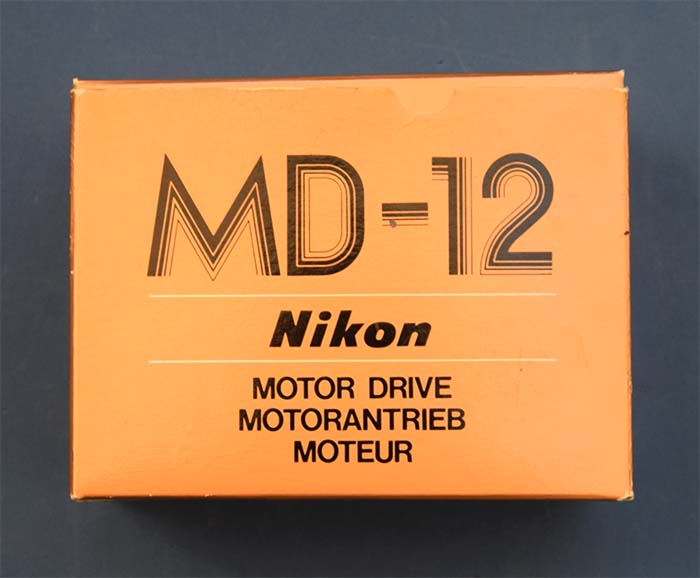 MD-12
Nikon
MOTOR DRIVE
MOTORANTRIEB
MOTEUR